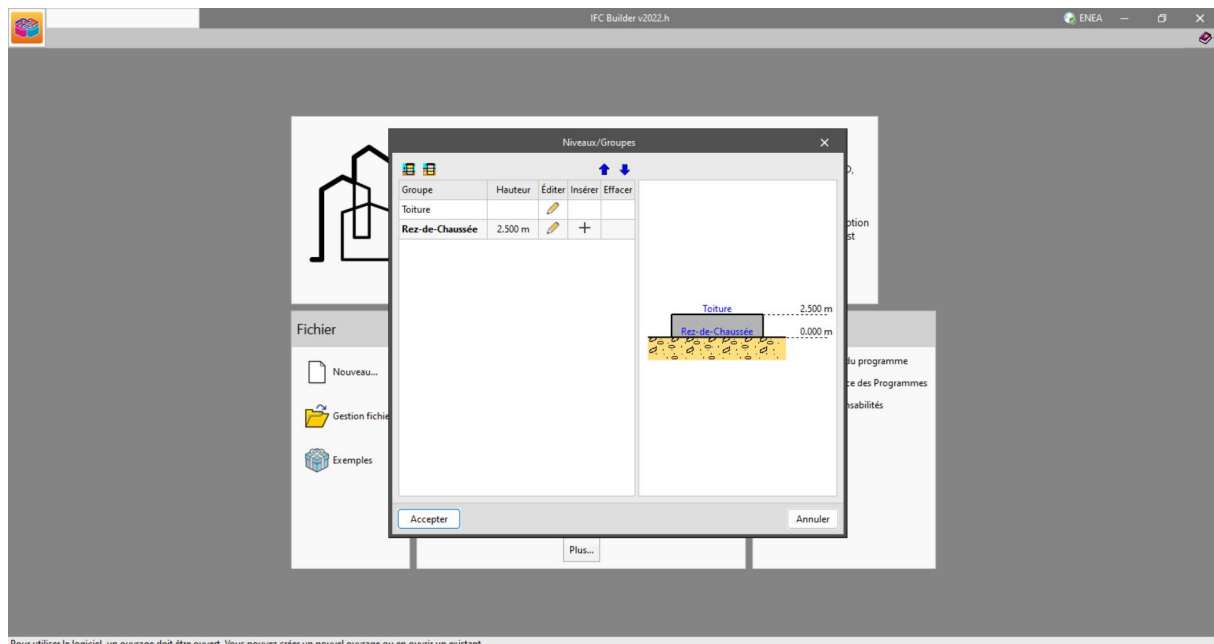 IFC Builder v2022.h
ENEA
Niveaux/Groupes
Groupe Hauteur Éditer Insérer Effacer
Toiture
Rez-de-Chaussée 2.500 m
Toiture 2.500 m
Rez-de-Chaussée 0.000 m
Fichier
Nouveau...
Gestion fichie
Exemples
ption
st
du programme
ce des Programmes
nsabilités
Accepter
Annuler
Plus...
Pour utiliser le logiciel, un ouvrage doit être ouvert. Vous pouvez créer un nouvel ouvrage ou en ouvrir un existant.